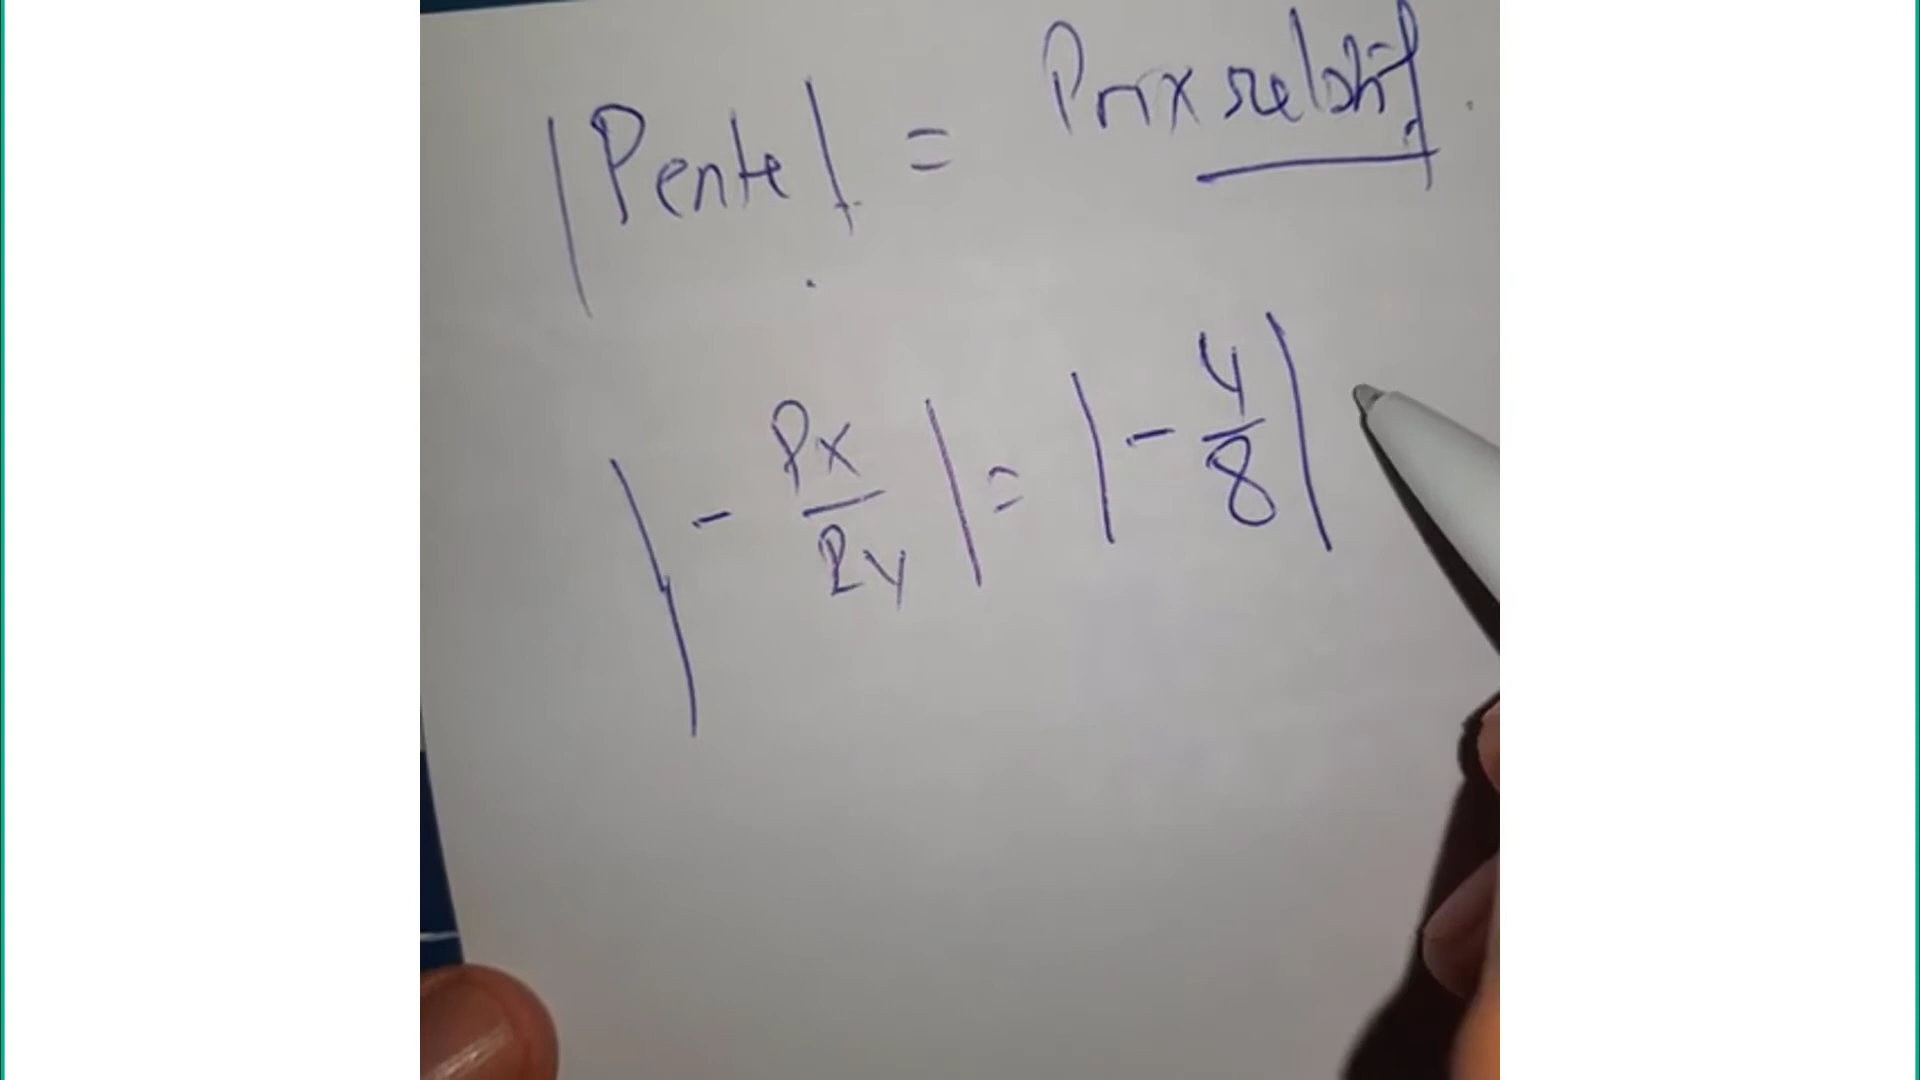 |Pente| = Prix relatif
|- Px/Py| = |- 4/8|